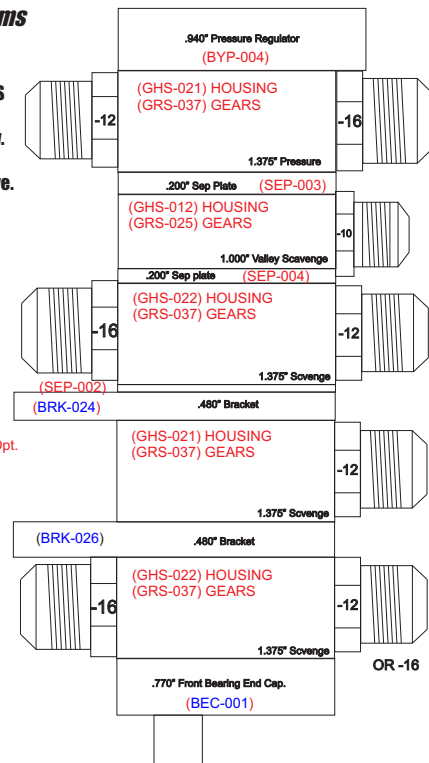 ms
.940" Pressure Regulator
(BYP-004)
S
(GHS-021) HOUSING
(GRS-037) GEARS
-12
-16
.
1.375" Pressure
e.
.200" Sep Plate (SEP-003)
(GHS-012) HOUSING
(GRS-025) GEARS
-10
1.000" Valley Scavenge
.200" Sep plate (SEP-004)
(GHS-022) HOUSING
(GRS-037) GEARS
-16
-12
1.375" Scvenge
(SEP-002)
(BRK-024)
.480" Bracket
(GHS-021) HOUSING
(GRS-037) GEARS
Opt.
-12
1.375" Scvenge
(BRK-026)
.480" Bracket
(GHS-022) HOUSING
(GRS-037) GEARS
-16
-12
1.375" Scvenge
OR -16
.770" Front Bearing End Cap.
(BEC-001)